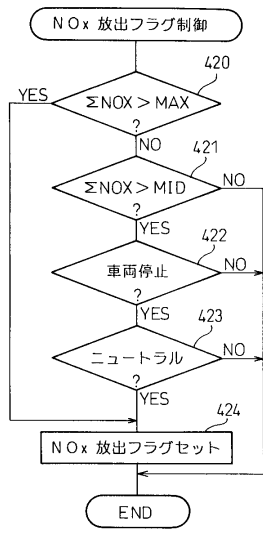 NOx 放出フラグ制御
420
ΣNOX>MAX
?
YES
NO
421
ΣNOX>MID
?
NO
YES
422
車両停止
?
NO
YES
423
ニュートラル
?
NO
YES
424
NOx 放出フラグセット
END